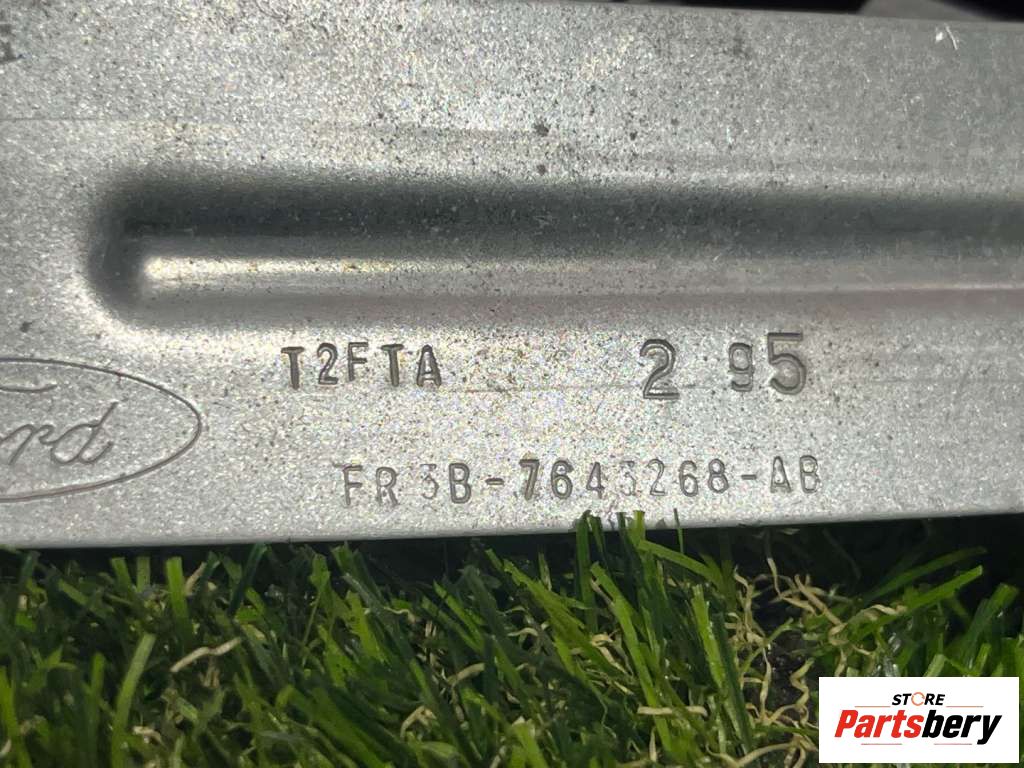 T2FTA 2 95
FR3B-7643268-AB
STORE
Partsbery